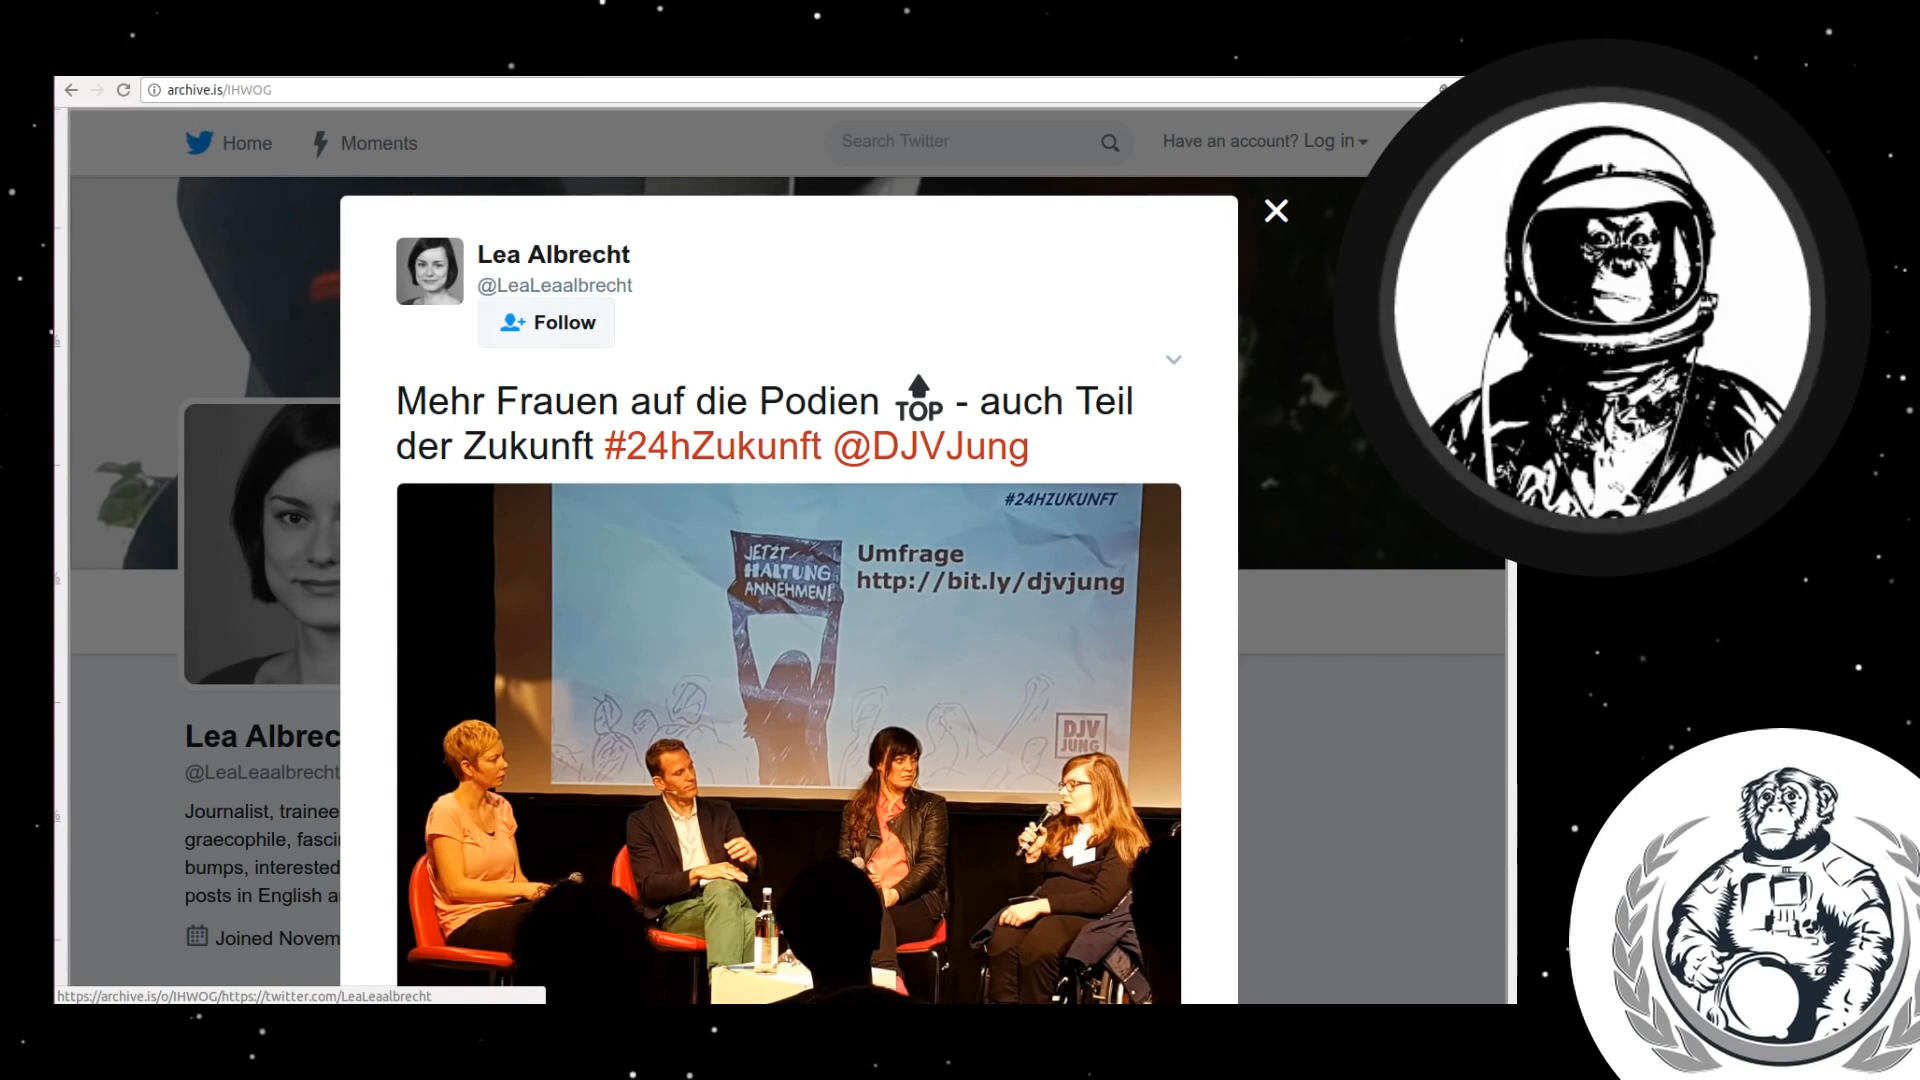 archive.is/IHWOG
Home
Moments
Search Twitter
Have an account? Log in
Lea Albrecht
@LeaLeaalbrecht
Follow
Mehr Frauen auf die Podien TOP - auch Teil
der Zukunft #24hZukunft @DJVJung
#24HZUKUNFT
JETZT
HALTUNG
ANNEHMEN!
Umfrage
http://bit.ly/djvjung
DJV
JUNG
Lea Albrec
@LeaLeaalbrecht
Journalist, trainee
graecophile, fasci
bumps, interested
posts in English a
Joined Novem
https://archive.is/o/IHWOG/https://twitter.com/LeaLeaalbrecht